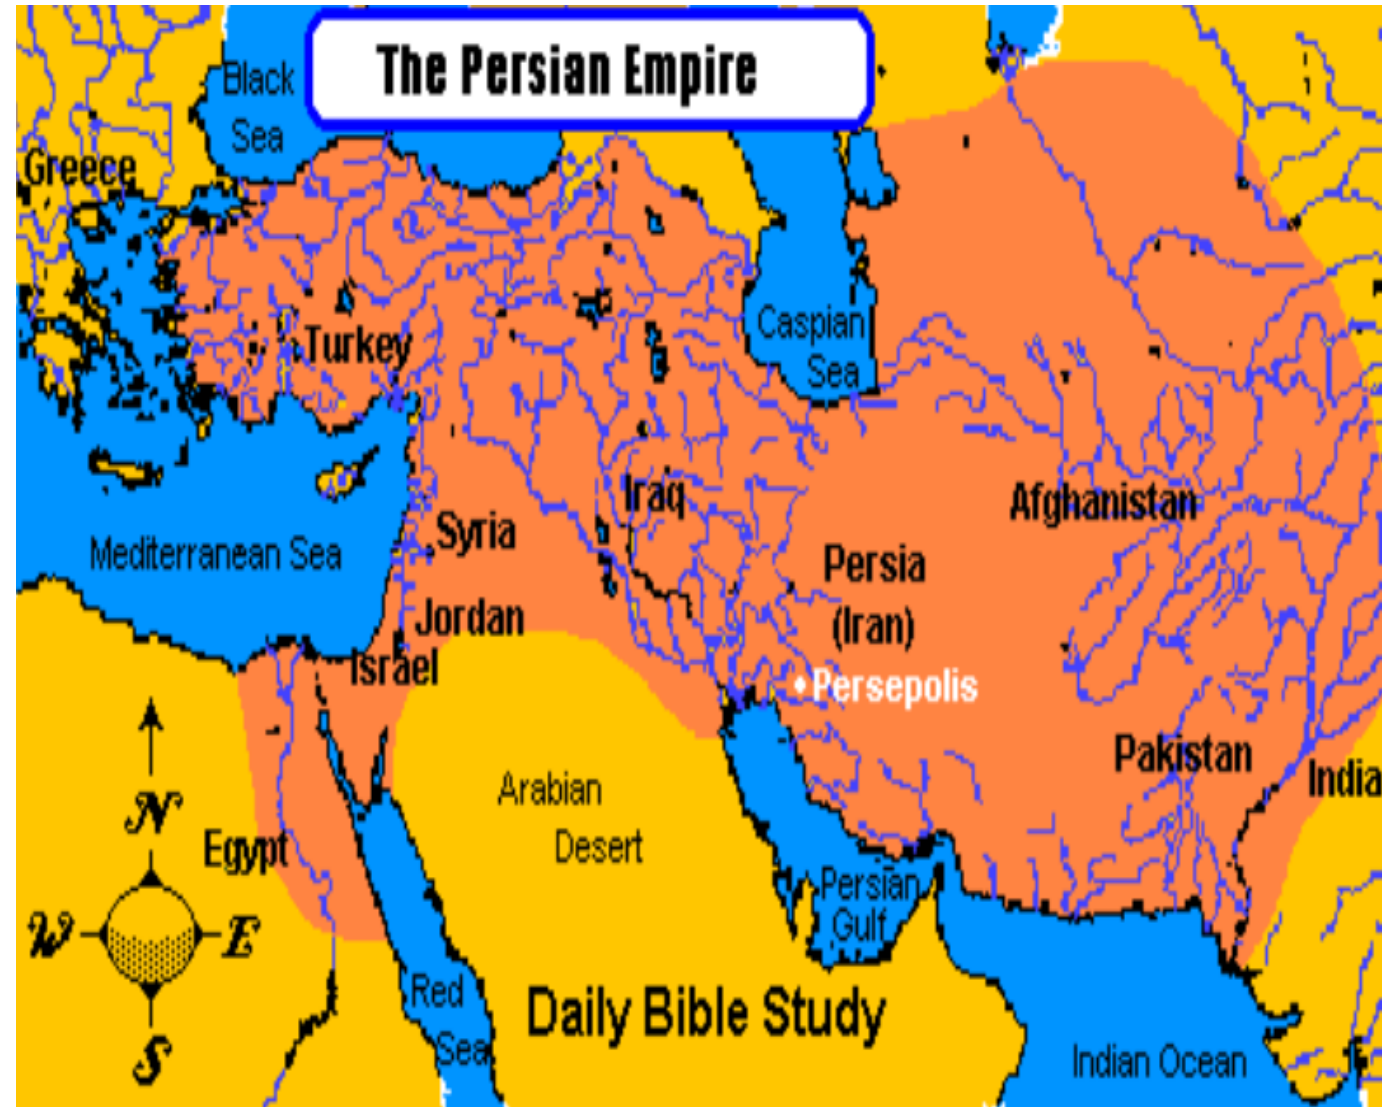 The Persian Empire
Black
Sea
Greece
Caspian
Sea
Turkey
Iraq
Afghanistan
Syria
Mediterranean Sea
Persia
(Iran)
Jordan
Israel
Persepolis
Pakistan
India
Arabian
Desert
N
Egypt
Persian
Gulf
W
E
Red
Sea
Daily Bible Study
S
Indian Ocean